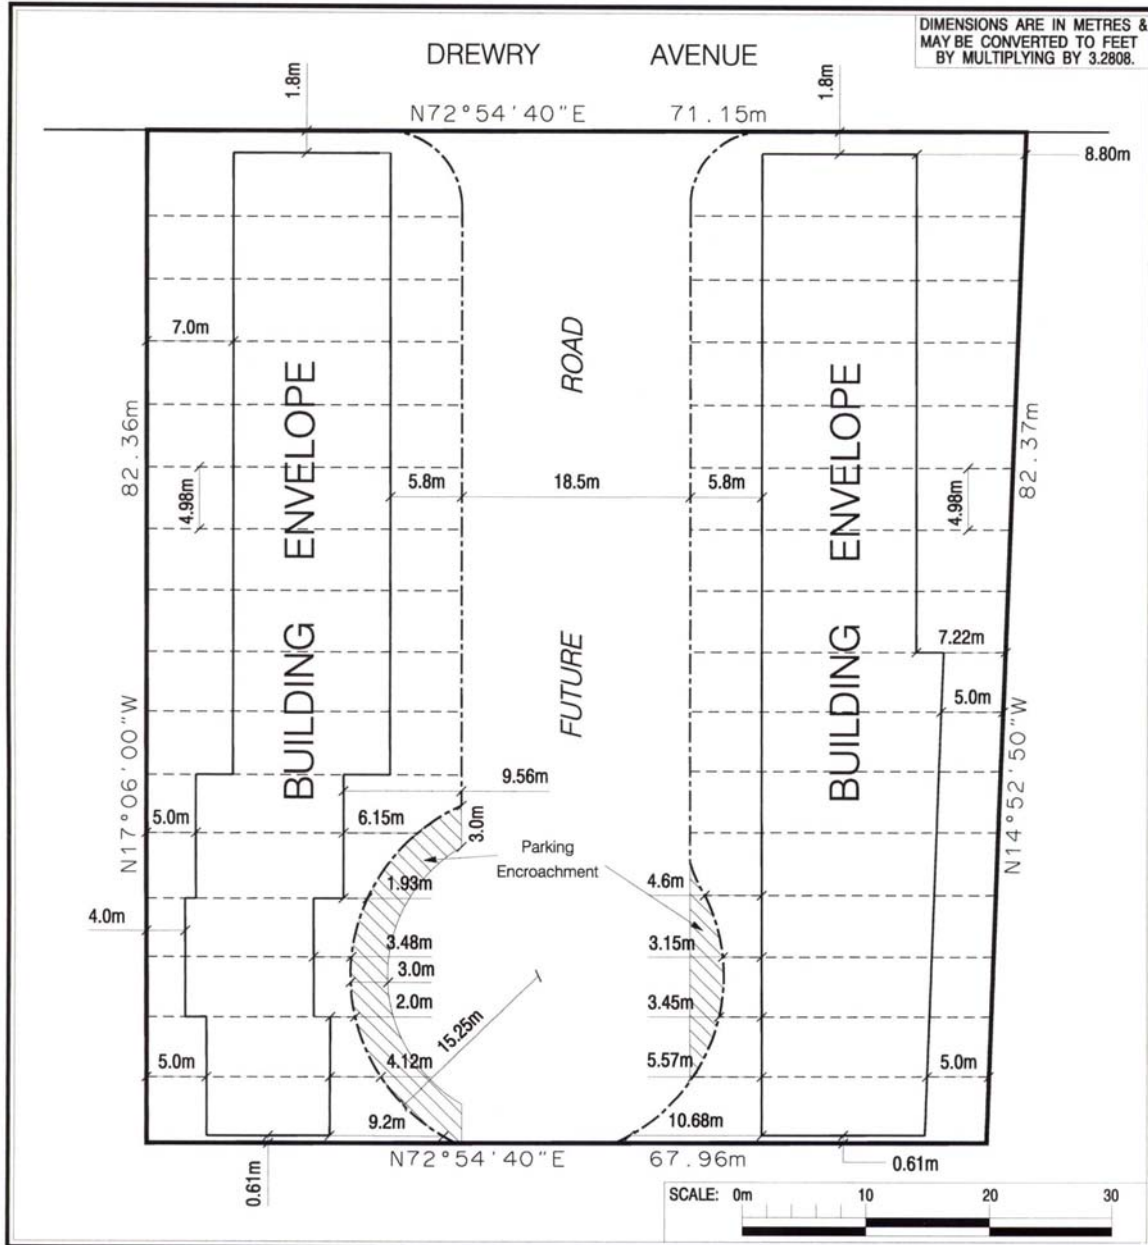 DIMENSIONS ARE IN METRES &
MAY BE CONVERTED TO FEET
BY MULTIPLYING BY 3.2808.
DREWRY AVENUE
1.8m
1.8m
N72°54'40"E 71.15m
8.80m
7.0m
ROAD
BUILDING ENVELOPE
BUILDING ENVELOPE
82.36m
82.37m
4.98m
5.8m
18.5m
5.8m
4.98m
FUTURE
7.22m
5.0m
N17°06'00"W
N14°52'50"W
9.56m
5.0m
6.15m
3.0m
Parking
Encroachment
1.93m
4.6m
4.0m
3.48m
3.15m
3.0m
2.0m
3.45m
15.25m
5.0m
4.12m
5.57m
5.0m
9.2m
10.68m
N72°54'40"E 67.96m
0.61m
0.61m
SCALE: 0m 10 20 30